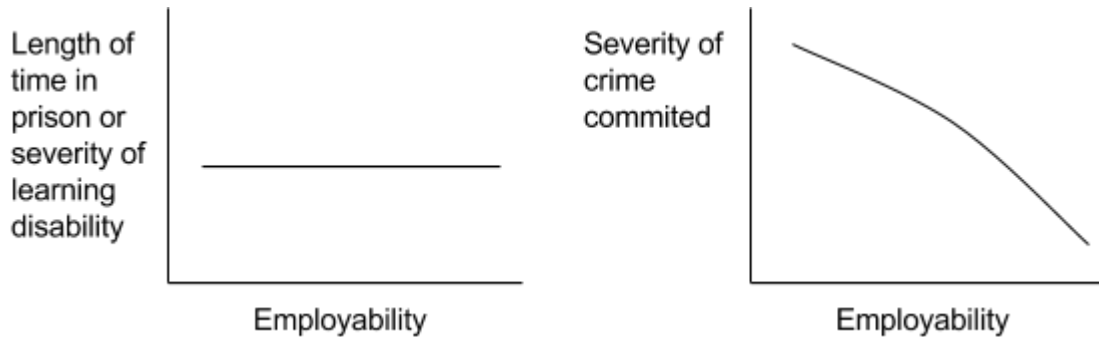 Length of
time in
prison or
severity of
learning
disability
Employability
Severity of
crime
commited
Employability